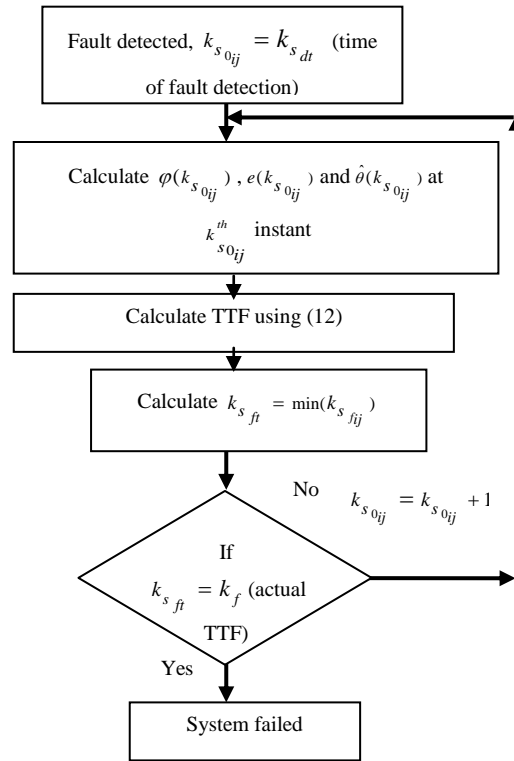 Fault detected, k_{s_{0ij}} = k_{s_{dt}} (time
of fault detection)
Calculate φ(k_{s_{0ij}}) , e(k_{s_{0ij}}) and θ̂(k_{s_{0ij}}) at
k_{s_{0ij}}^{th} instant
Calculate TTF using (12)
Calculate k_{s_{ft}} = min(k_{s_{fij}})
No k_{s_{0ij}} = k_{s_{0ij}} + 1
If
k_{s_{ft}} = k_f (actual
TTF)
Yes
System failed